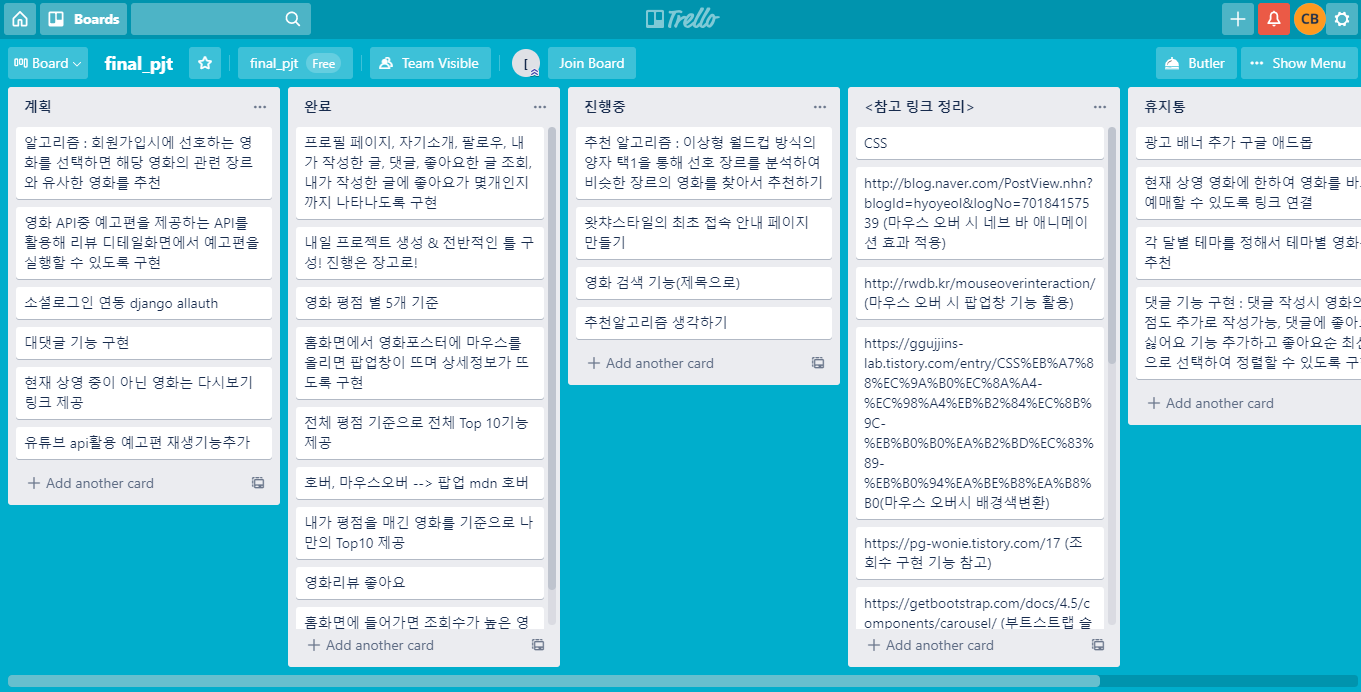 Boards
Trello
CB
Board
final_pjt
final_pjt Free
Team Visible
[
Join Board
Butler
Show Menu
계획
알고리즘 : 회원가입시에 선호하는 영
화를 선택하면 해당 영화의 관련 장르
와 유사한 영화를 추천
영화 API중 예고편을 제공하는 API를
활용해 리뷰 디테일화면에서 예고편을
실행할 수 있도록 구현
소셜로그인 연동 django allauth
대댓글 기능 구현
현재 상영 중이 아닌 영화는 다시보기
링크 제공
유튜브 api활용 예고편 재생기능추가
Add another card
완료
프로필 페이지, 자기소개, 팔로우, 내
가 작성한 글, 댓글, 좋아요한 글 조회,
내가 작성한 글에 좋아요가 몇개인지
까지 나타나도록 구현
내일 프로젝트 생성 & 전반적인 틀 구
성! 진행은 장고로!
영화 평점 별 5개 기준
홈화면에서 영화포스터에 마우스를
올리면 팝업창이 뜨며 상세정보가 뜨
도록 구현
전체 평점 기준으로 전체 Top 10기능
제공
호버, 마우스오버 --> 팝업 mdn 호버
내가 평점을 매긴 영화를 기준으로 나
만의 Top10 제공
영화리뷰 좋아요
홈화면에 들어가면 조회수가 높은 영
Add another card
진행중
추천 알고리즘 : 이상형 월드컵 방식의
양자 택1을 통해 선호 장르를 분석하여
비슷한 장르의 영화를 찾아서 추천하기
왓챠스타일의 최초 접속 안내 페이지
만들기
영화 검색 기능(제목으로)
추천알고리즘 생각하기
Add another card
<참고 링크 정리>
CSS
http://blog.naver.com/PostView.nhn?
blogId=hyoyeol&logNo=701841575
39 (마우스 오버 시 네브 바 애니메이
션 효과 적용)
http://rwdb.kr/mouseoverinteraction/
(마우스 오버 시 팝업창 기능 활용)
https://ggujjins-
lab.tistory.com/entry/CSS%EB%A7%8
8%EC%9A%B0%EC%8A%A4-
%EC%98%A4%EB%B2%84%EC%8B%
9C-
%EB%B0%B0%EA%B2%BD%EC%83%
89-
%EB%B0%94%EA%BE%B8%EA%B8%
B0(마우스 오버시 배경색변환)
https://pg-wonie.tistory.com/17 (조
회수 구현 기능 참고)
https://getbootstrap.com/docs/4.5/c
omponents/carousel/ (부트스트랩 슬
Add another card
휴지통
광고 배너 추가 구글 애드몹
현재 상영 영화에 한하여 영화를 바
예매할 수 있도록 링크 연결
각 달별 테마를 정해서 테마별 영화
추천
댓글 기능 구현 : 댓글 작성시 영화의
점도 추가로 작성가능, 댓글에 좋아
싫어요 기능 추가하고 좋아요순 최신
으로 선택하여 정렬할 수 있도록 구
Add another card